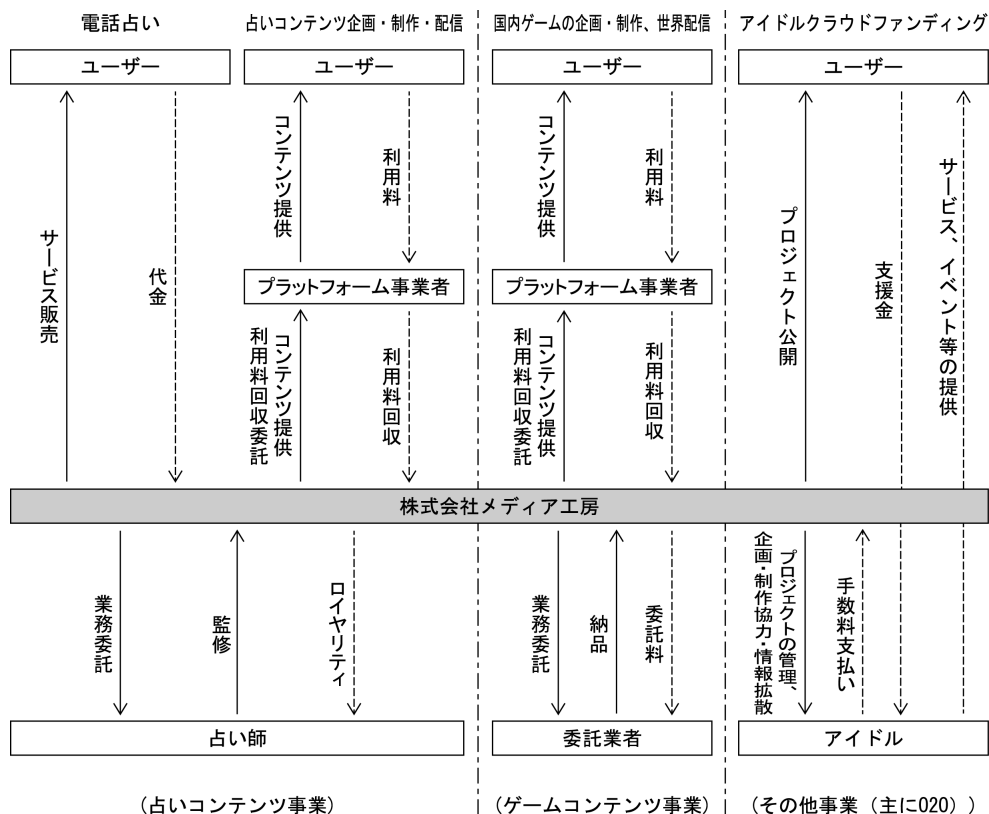 電話占い
占いコンテンツ企画・制作・配信
国内ゲームの企画・制作、世界配信
アイドルクラウドファンディング
ユーザー
ユーザー
ユーザー
ユーザー
サービス販売
代金
コンテンツ提供
利用料
コンテンツ提供
利用料
プロジェクト公開
支援金
サービス、イベント等の提供
プラットフォーム事業者
プラットフォーム事業者
コンテンツ提供
利用料回収委託
利用料回収
コンテンツ提供
利用料回収委託
利用料回収
株式会社メディア工房
業務委託
監修
ロイヤリティ
業務委託
納品
委託料
プロジェクトの管理、
企画・制作協力・情報拡散
手数料支払い
占い師
委託業者
アイドル
(占いコンテンツ事業)
(ゲームコンテンツ事業)
(その他事業(主にO2O))